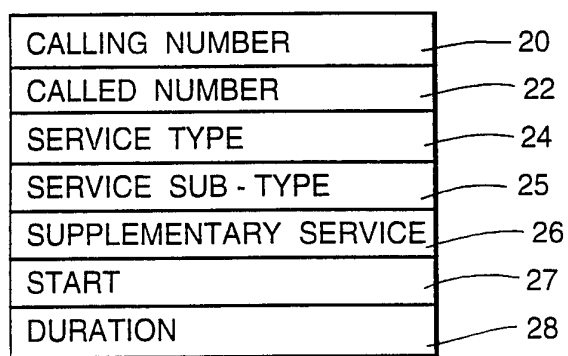 CALLING NUMBER 20
CALLED NUMBER 22
SERVICE TYPE 24
SERVICE SUB - TYPE 25
SUPPLEMENTARY SERVICE 26
START 27
DURATION 28